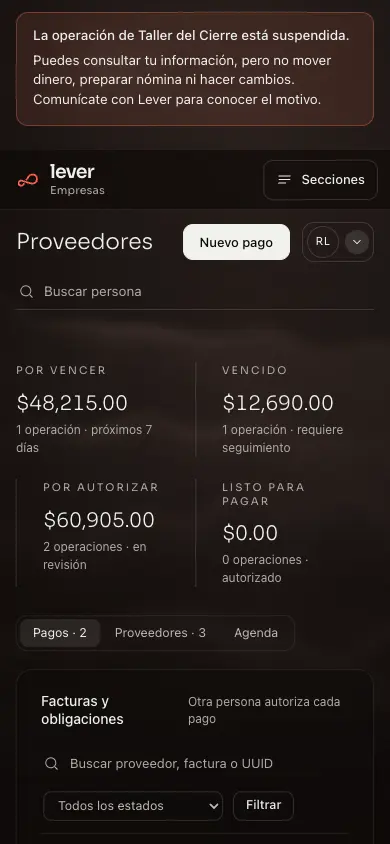 La operación de Taller del Cierre está suspendida.
Puedes consultar tu información, pero no mover
dinero, preparar nómina ni hacer cambios.
Comunícate con Lever para conocer el motivo.
lever
Empresas
Secciones
Proveedores
Nuevo pago
RL
Buscar persona
POR VENCER
$48,215.00
1 operación · próximos 7
días
VENCIDO
$12,690.00
1 operación · requiere
seguimiento
POR AUTORIZAR
$60,905.00
2 operaciones · en
revisión
LISTO PARA
PAGAR
$0.00
0 operaciones ·
autorizado
Pagos · 2
Proveedores · 3
Agenda
Facturas y
obligaciones
Otra persona autoriza cada
pago
Buscar proveedor, factura o UUID
Todos los estados
Filtrar